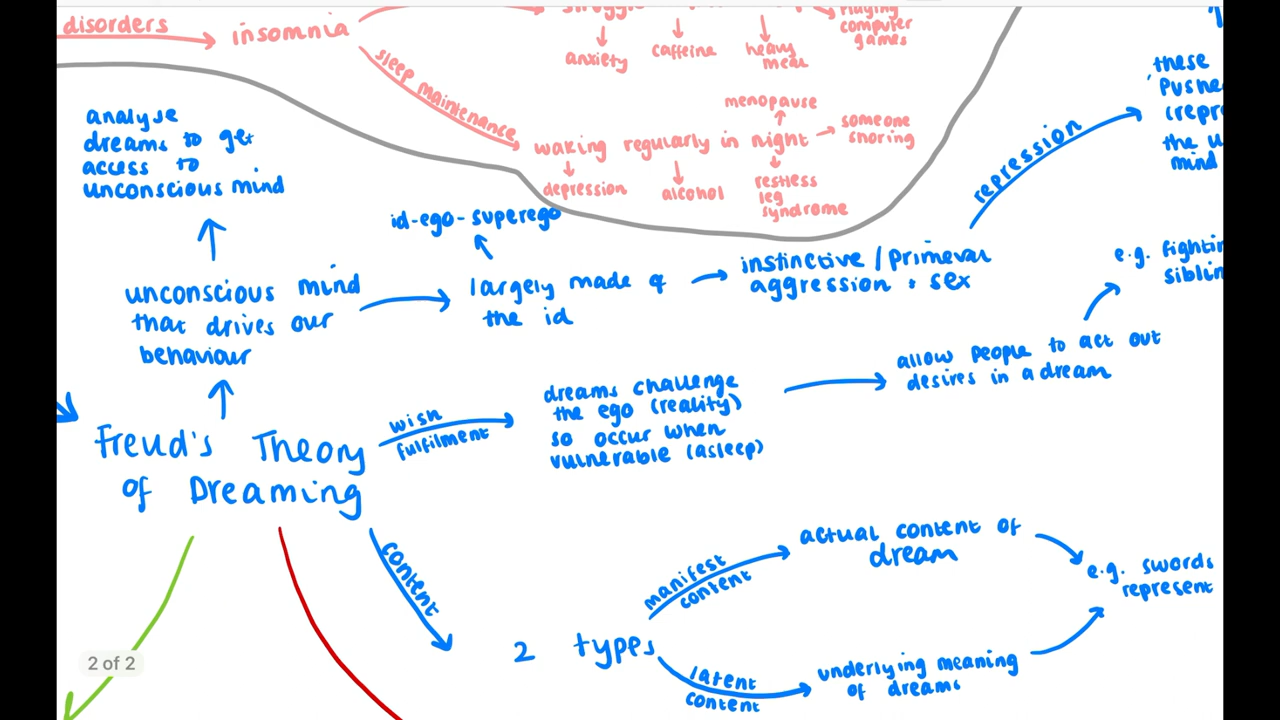 disorders
insomnia
anxiety
caffeine
heavy
meal
playing
computer
games
sleep maintenance
waking regularly in night
menopause
someone
snoring
depression
alcohol
restless
leg
syndrome
analyse
dreams to get
access to
unconscious mind
id-ego-superego
unconscious mind
that drives our
behaviour
largely made of
the id
instinctive / primeval
aggression + sex
repression
these
the
mind
e.g.
Freud's Theory
of Dreaming
wish
fulfilment
dreams challenge
the ego (reality)
so occur when
vulnerable (asleep)
allow people to act out
desires in a dream
content
2 types
manifest
content
actual content of
dream
latent
content
underlying meaning
of dreams
e.g. swords
represent
2 of 2